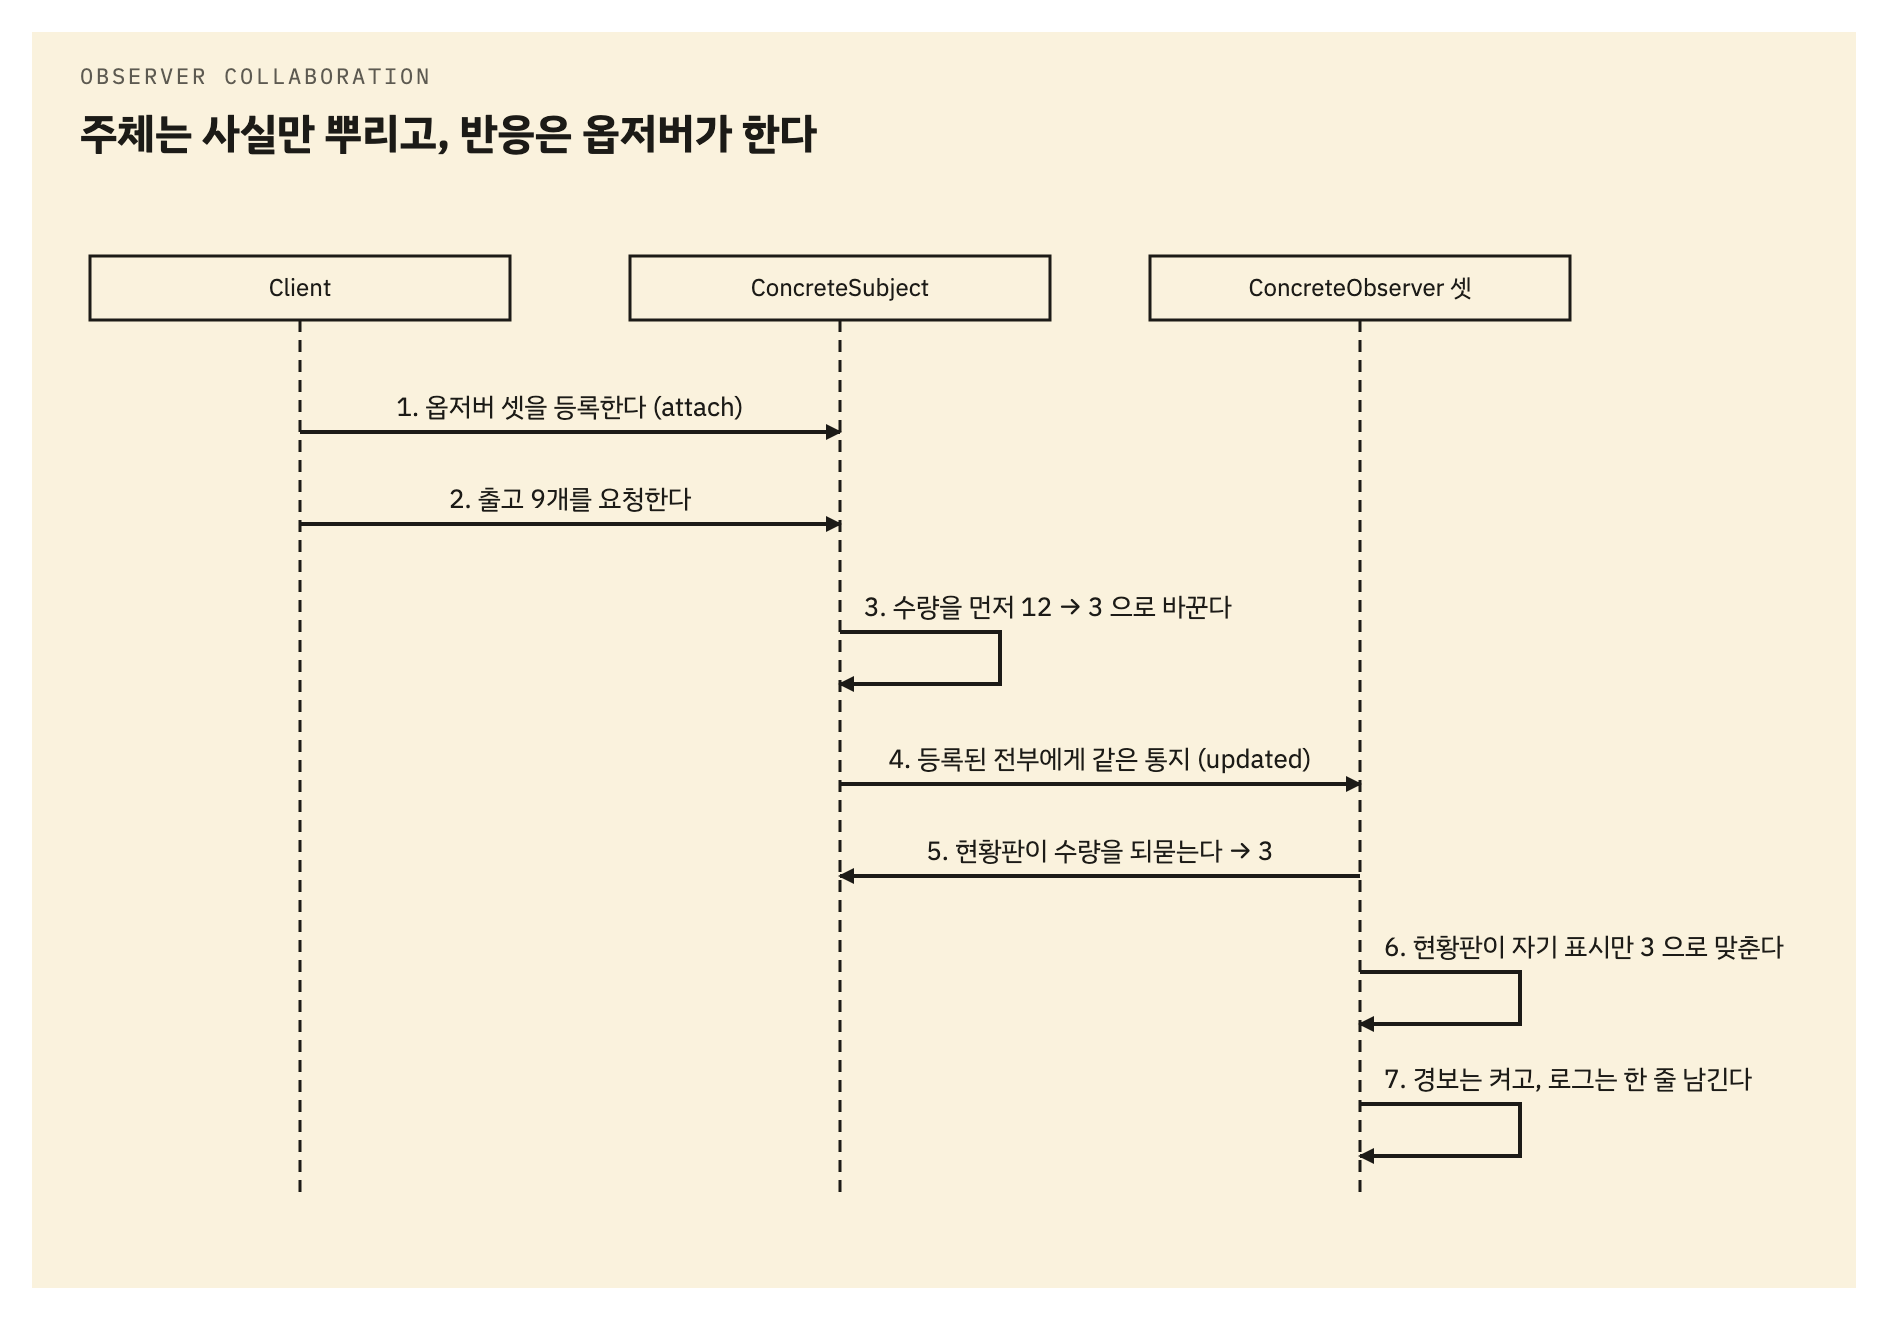 OBSERVER COLLABORATION
주체는 사실만 뿌리고, 반응은 옵저버가 한다
Client
ConcreteSubject
ConcreteObserver 셋
1. 옵저버 셋을 등록한다 (attach)
2. 출고 9개를 요청한다
3. 수량을 먼저 12 → 3 으로 바꾼다
4. 등록된 전부에게 같은 통지 (updated)
5. 현황판이 수량을 되묻는다 → 3
6. 현황판이 자기 표시만 3 으로 맞춘다
7. 경보는 켜고, 로그는 한 줄 남긴다